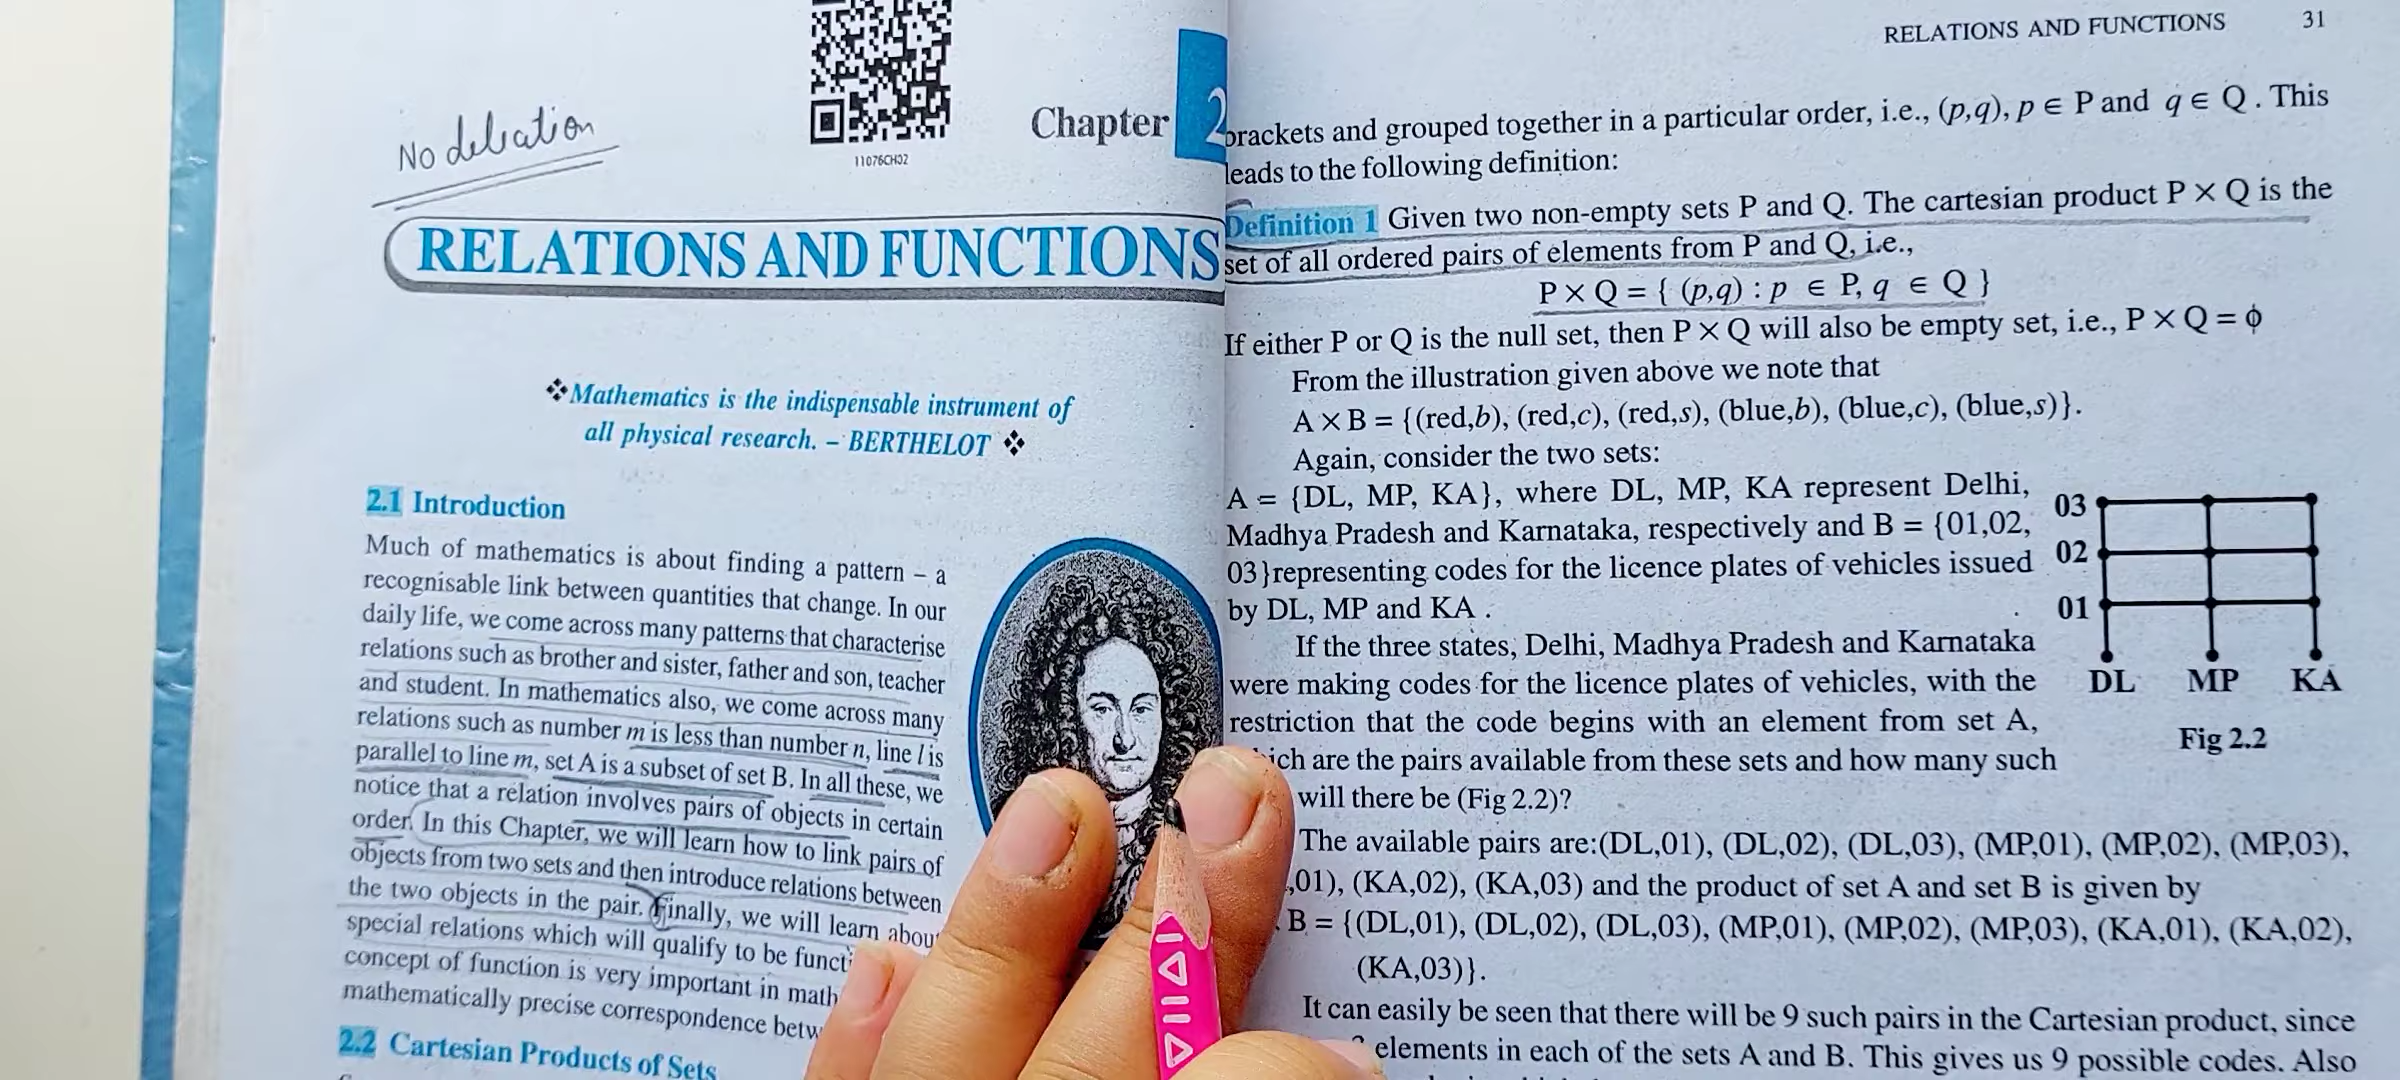 No deleation
11076CH02
Chapter 2
RELATIONS AND FUNCTIONS
❖Mathematics is the indispensable instrument of
all physical research. – BERTHELOT ❖
2.1 Introduction
Much of mathematics is about finding a pattern – a
recognisable link between quantities that change. In our
daily life, we come across many patterns that characterise
relations such as brother and sister, father and son, teacher
and student. In mathematics also, we come across many
relations such as number m is less than number n, line l is
parallel to line m, set A is a subset of set B. In all these, we
notice that a relation involves pairs of objects in certain
order. In this Chapter, we will learn how to link pairs of
objects from two sets and then introduce relations between
the two objects in the pair. Finally, we will learn about
special relations which will qualify to be functi
concept of function is very important in math
mathematically precise correspondence betw
2.2 Cartesian Products of Sets
RELATIONS AND FUNCTIONS 31
brackets and grouped together in a particular order, i.e., (p,q), p ∈ P and q ∈ Q . This
leads to the following definition:
Definition 1 Given two non-empty sets P and Q. The cartesian product P × Q is the
set of all ordered pairs of elements from P and Q, i.e.,
P × Q = { (p,q) : p ∈ P, q ∈ Q }
If either P or Q is the null set, then P × Q will also be empty set, i.e., P × Q = ϕ
From the illustration given above we note that
A × B = {(red,b), (red,c), (red,s), (blue,b), (blue,c), (blue,s)}.
Again, consider the two sets:
A = {DL, MP, KA}, where DL, MP, KA represent Delhi,
Madhya Pradesh and Karnataka, respectively and B = {01,02,
03}representing codes for the licence plates of vehicles issued
by DL, MP and KA .
If the three states, Delhi, Madhya Pradesh and Karnataka
were making codes for the licence plates of vehicles, with the
restriction that the code begins with an element from set A,
ich are the pairs available from these sets and how many such
will there be (Fig 2.2)?
03
02
01
DL MP KA
Fig 2.2
The available pairs are:(DL,01), (DL,02), (DL,03), (MP,01), (MP,02), (MP,03),
,01), (KA,02), (KA,03) and the product of set A and set B is given by
B = {(DL,01), (DL,02), (DL,03), (MP,01), (MP,02), (MP,03), (KA,01), (KA,02),
(KA,03)}.
It can easily be seen that there will be 9 such pairs in the Cartesian product, since
elements in each of the sets A and B. This gives us 9 possible codes. Also